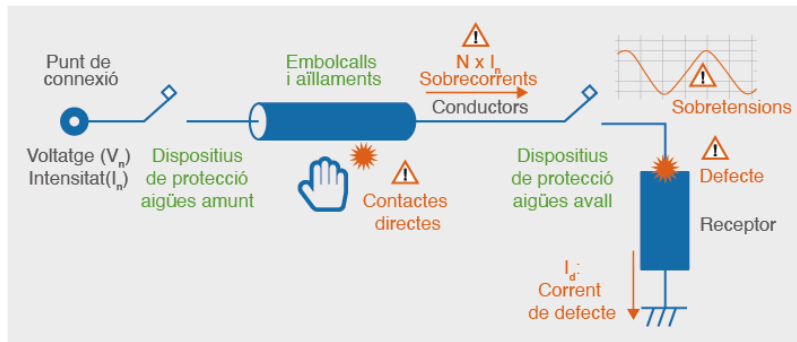 Punt de
connexió
Voltatge (Vn)
Intensitat(In)
Dispositius
de protecció
aigües amunt
Embolcalls
i aïllaments
Contactes
directes
N x In
Sobrecorrents
Conductors
Dispositius
de protecció
aigües avall
Sobretensions
Defecte
Receptor
Id:
Corrent
de defecte